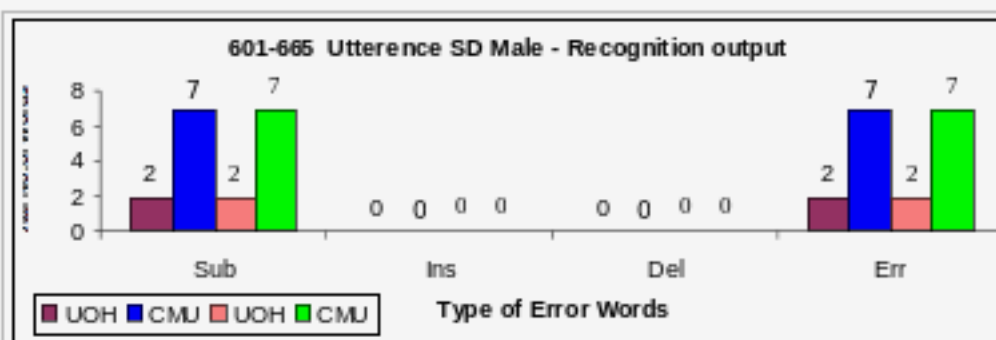 601-665 Utterence SD Male - Recognition output
8
7 7 7 7
6
4
2 2 2 2
2
0 0 0 0 0 0 0 0
0
Sub Ins Del Err
UOH CMU UOH CMU
Type of Error Words